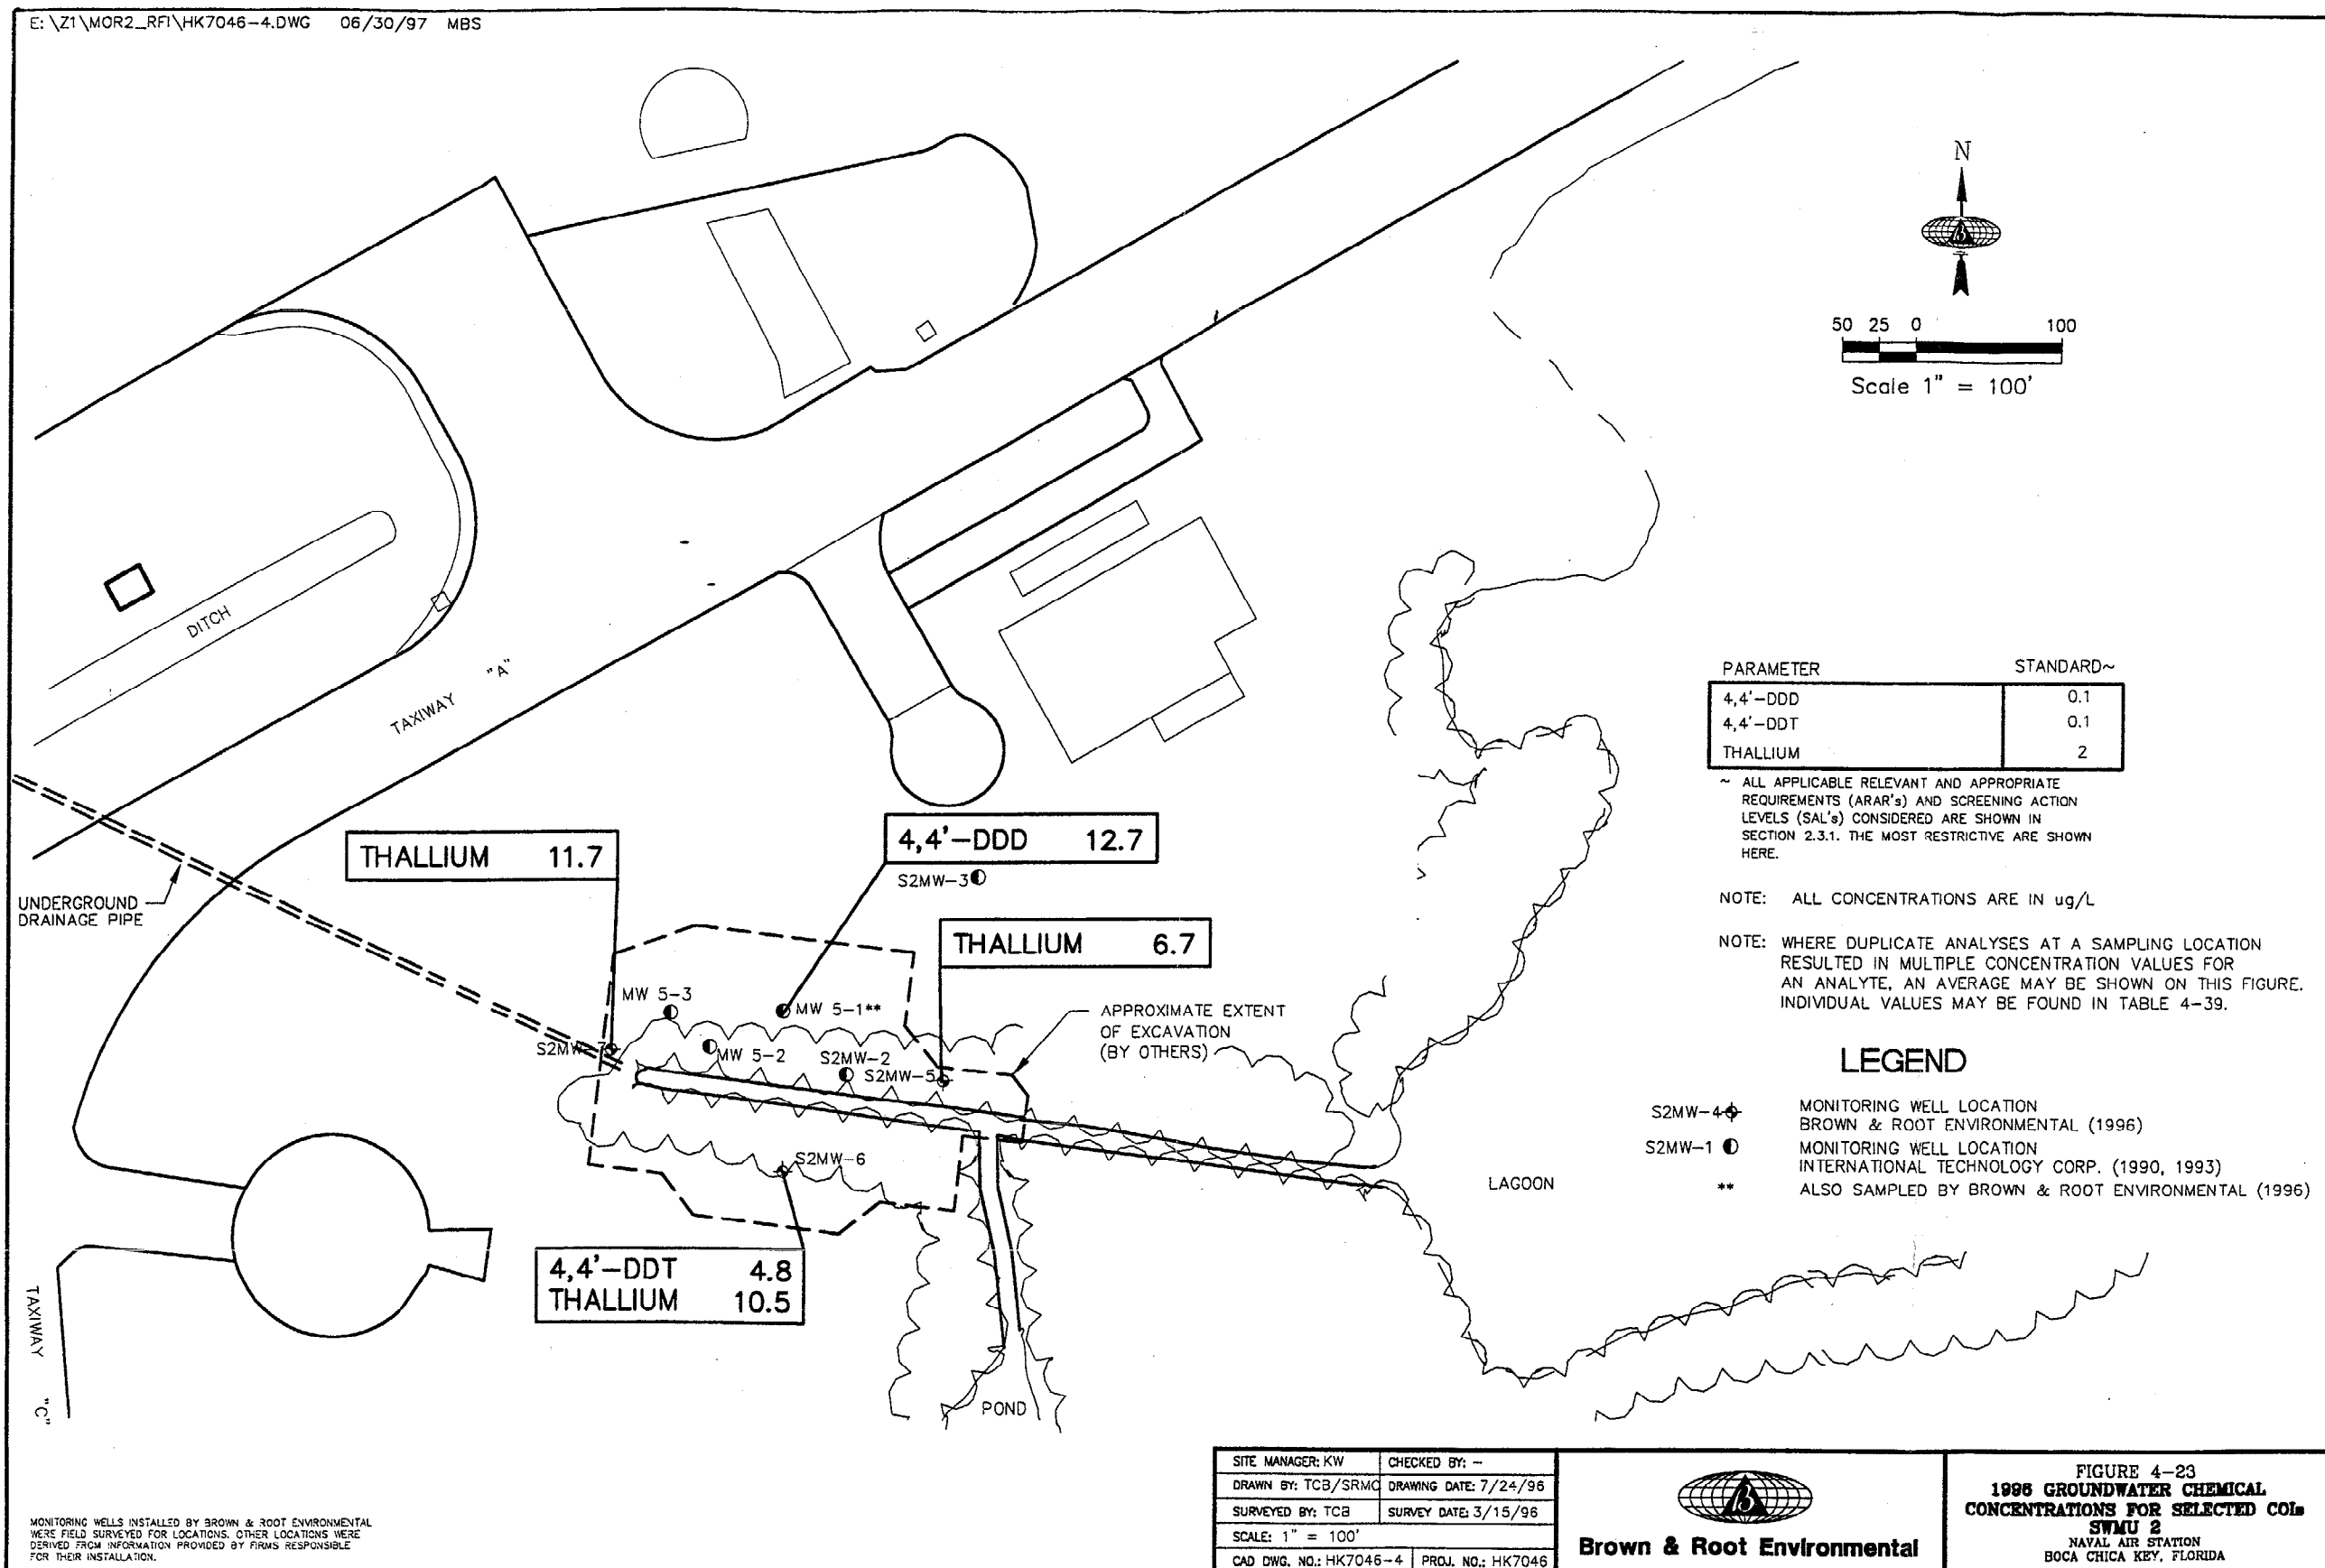 E:\Z1\MOR2_RFI\HK7046-4.DWG 06/30/97 MBS
N
50 25 0 100
Scale 1" = 100'
DITCH
TAXIWAY "A"
PARAMETER STANDARD~
4,4'-DDD 0.1
4,4'-DDT 0.1
THALLIUM 2
~ ALL APPLICABLE RELEVANT AND APPROPRIATE
REQUIREMENTS (ARAR's) AND SCREENING ACTION
LEVELS (SAL's) CONSIDERED ARE SHOWN IN
SECTION 2.3.1. THE MOST RESTRICTIVE ARE SHOWN
HERE.
NOTE: ALL CONCENTRATIONS ARE IN ug/L
NOTE: WHERE DUPLICATE ANALYSES AT A SAMPLING LOCATION
RESULTED IN MULTIPLE CONCENTRATION VALUES FOR
AN ANALYTE, AN AVERAGE MAY BE SHOWN ON THIS FIGURE.
INDIVIDUAL VALUES MAY BE FOUND IN TABLE 4-39.
THALLIUM 11.7
4,4'-DDD 12.7
S2MW-3
UNDERGROUND
DRAINAGE PIPE
THALLIUM 6.7
MW 5-3
MW 5-1**
APPROXIMATE EXTENT
OF EXCAVATION
(BY OTHERS)
S2MW-7
MW 5-2
S2MW-2
S2MW-5
S2MW-6
LAGOON
4,4'-DDT 4.8
THALLIUM 10.5
POND
TAXIWAY "C"
LEGEND
S2MW-4 MONITORING WELL LOCATION
BROWN & ROOT ENVIRONMENTAL (1996)
S2MW-1 MONITORING WELL LOCATION
INTERNATIONAL TECHNOLOGY CORP. (1990, 1993)
** ALSO SAMPLED BY BROWN & ROOT ENVIRONMENTAL (1996)
MONITORING WELLS INSTALLED BY BROWN & ROOT ENVIRONMENTAL
WERE FIELD SURVEYED FOR LOCATIONS. OTHER LOCATIONS WERE
DERIVED FROM INFORMATION PROVIDED BY FIRMS RESPONSIBLE
FOR THEIR INSTALLATION.
SITE MANAGER: KW CHECKED BY: -
DRAWN BY: TCB/SRMC DRAWING DATE: 7/24/96
SURVEYED BY: TCB SURVEY DATE: 3/15/96
SCALE: 1" = 100'
CAD DWG. NO.: HK7046-4 PROJ. NO.: HK7046
Brown & Root Environmental
FIGURE 4-23
1996 GROUNDWATER CHEMICAL
CONCENTRATIONS FOR SELECTED COIs
SWMU 2
NAVAL AIR STATION
BOCA CHICA KEY, FLORIDA